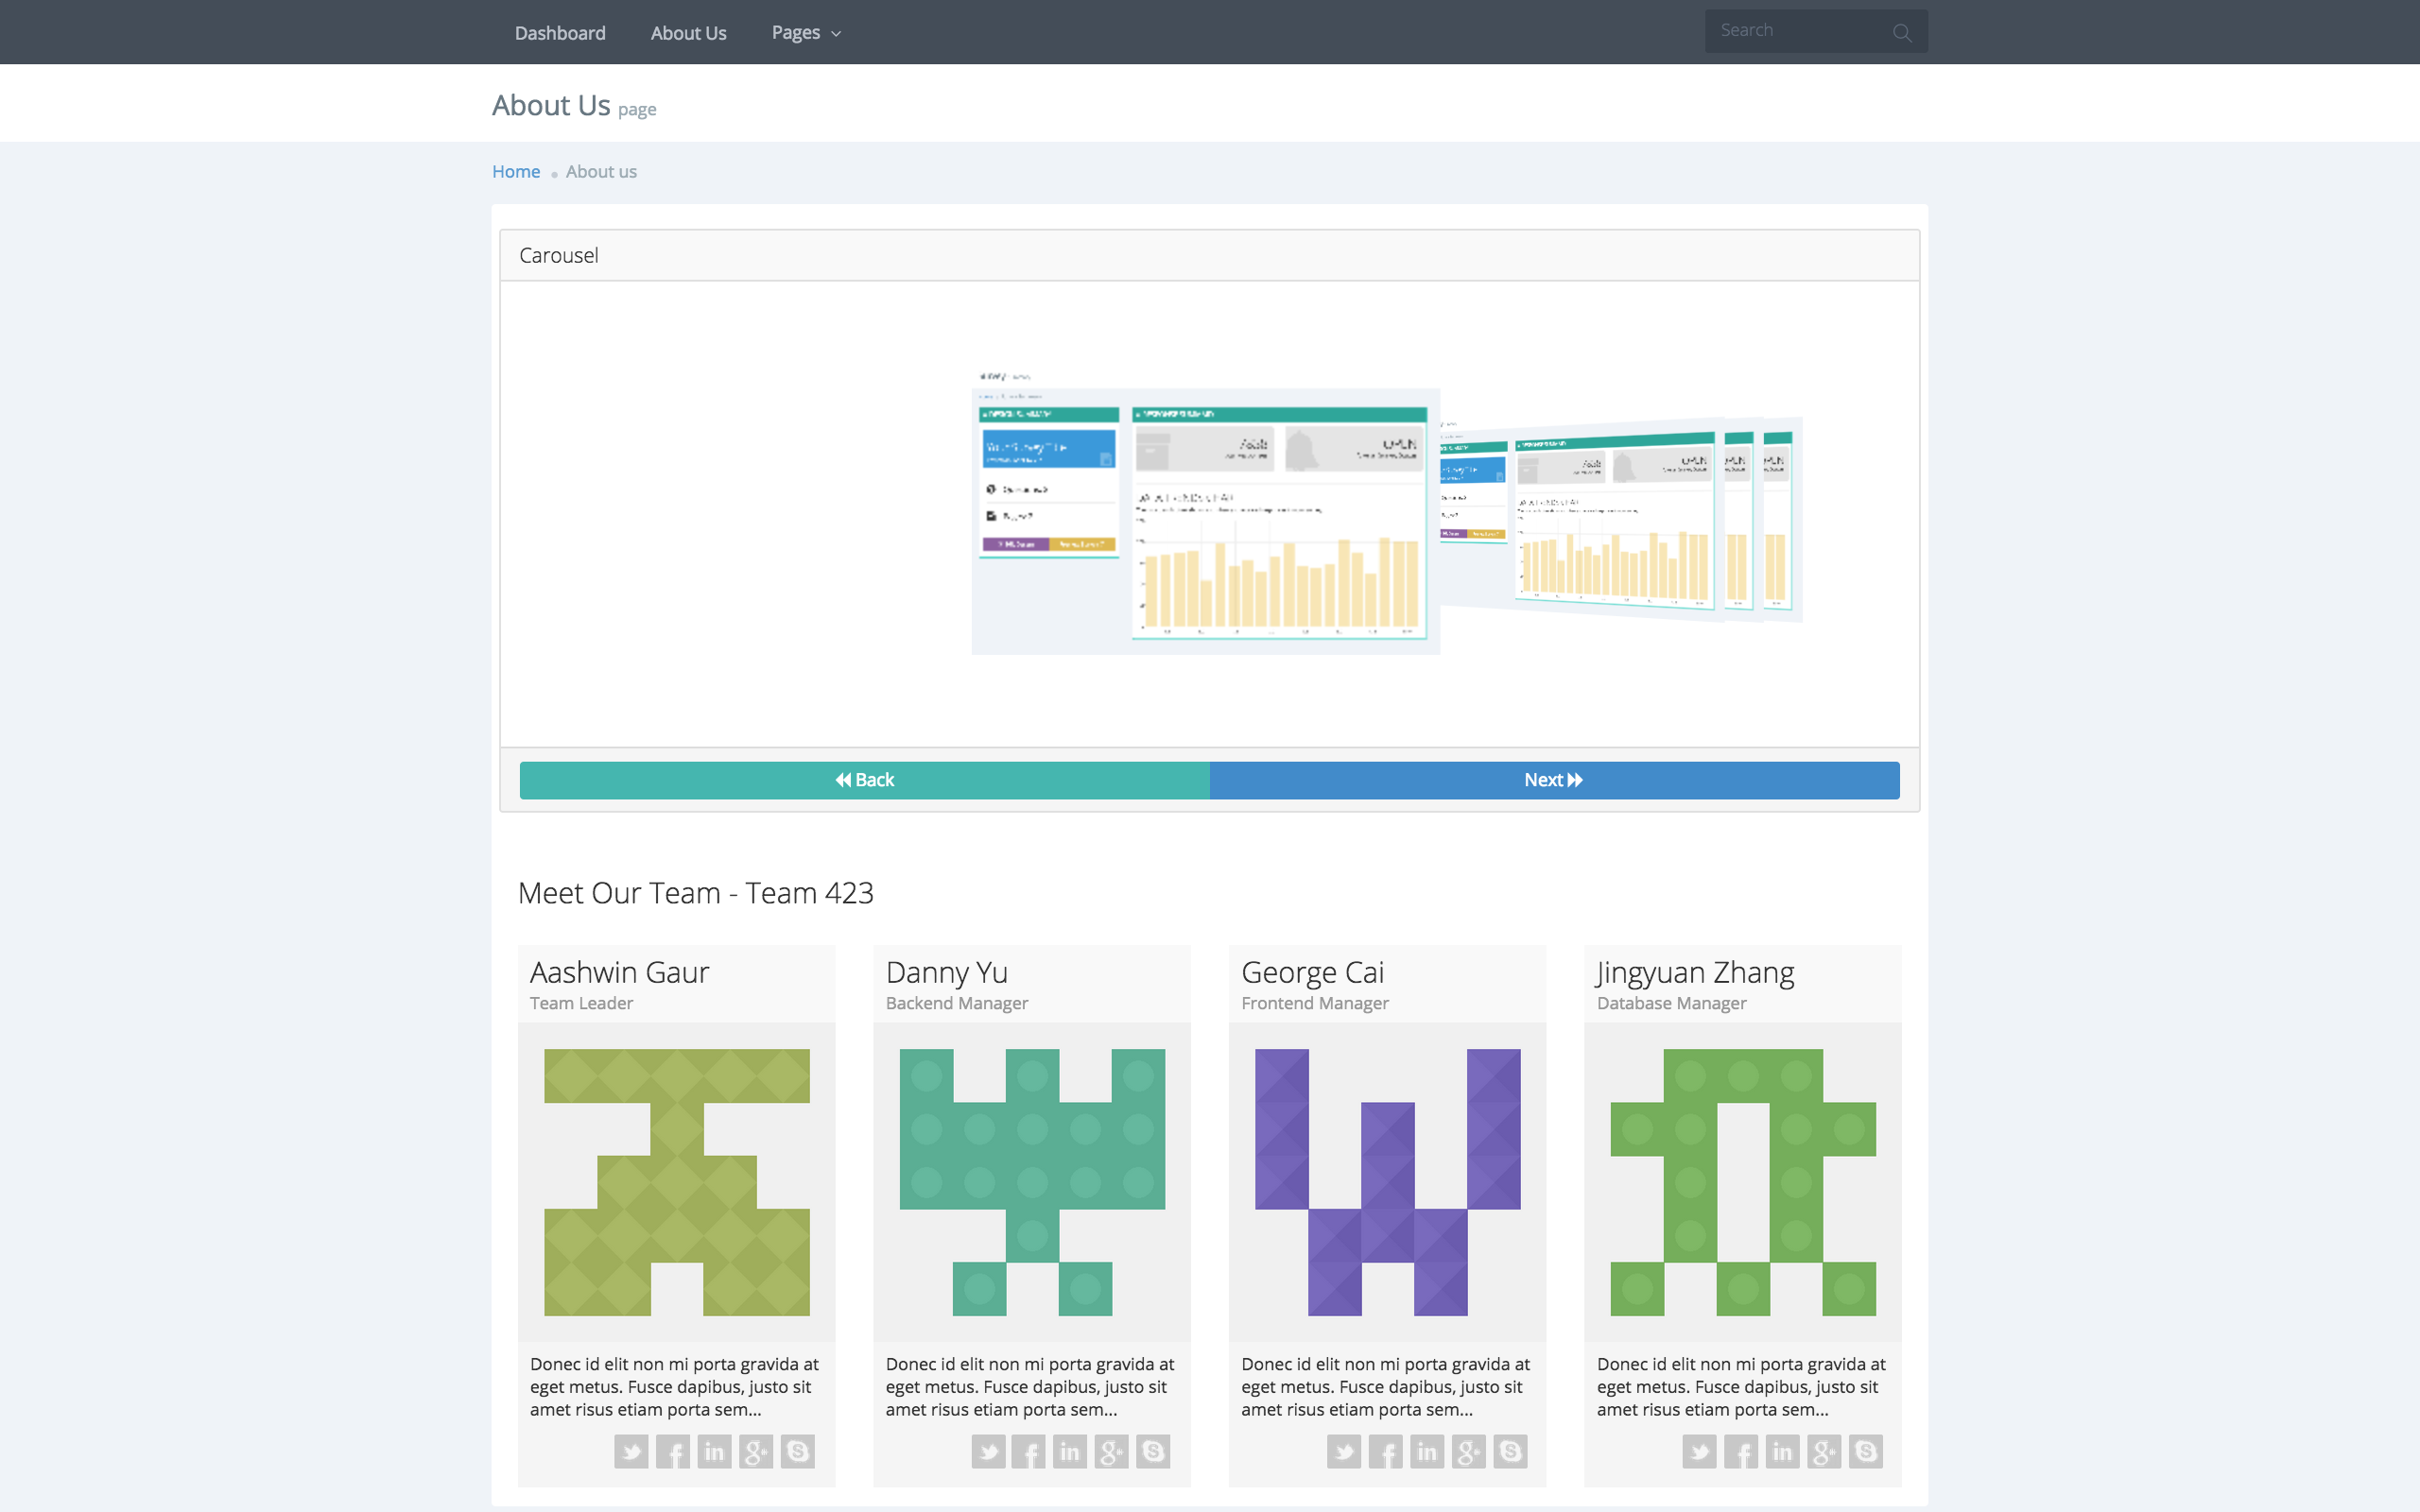 Dashboard About Us Pages Search
About Us page
Home About us
Carousel
Your Survey Title
OPEN
OPEN
Back Next
Meet Our Team - Team 423
Aashwin Gaur
Team Leader
Danny Yu
Backend Manager
George Cai
Frontend Manager
Jingyuan Zhang
Database Manager
Donec id elit non mi porta gravida at
eget metus. Fusce dapibus, justo sit
amet risus etiam porta sem...
Donec id elit non mi porta gravida at
eget metus. Fusce dapibus, justo sit
amet risus etiam porta sem...
Donec id elit non mi porta gravida at
eget metus. Fusce dapibus, justo sit
amet risus etiam porta sem...
Donec id elit non mi porta gravida at
eget metus. Fusce dapibus, justo sit
amet risus etiam porta sem...